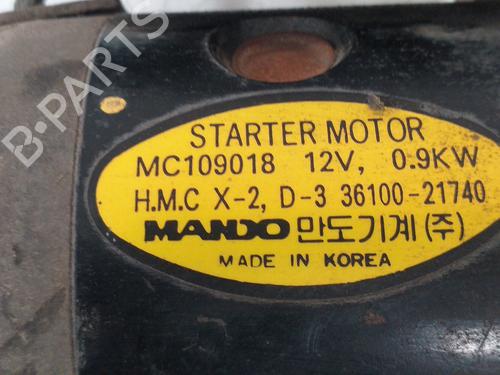 B-PARTS
STARTER MOTOR
MC109018 12V, 0.9KW
H.M.C X-2, D-3 36100-21740
MANDO 만도기계(주)
MADE IN KOREA